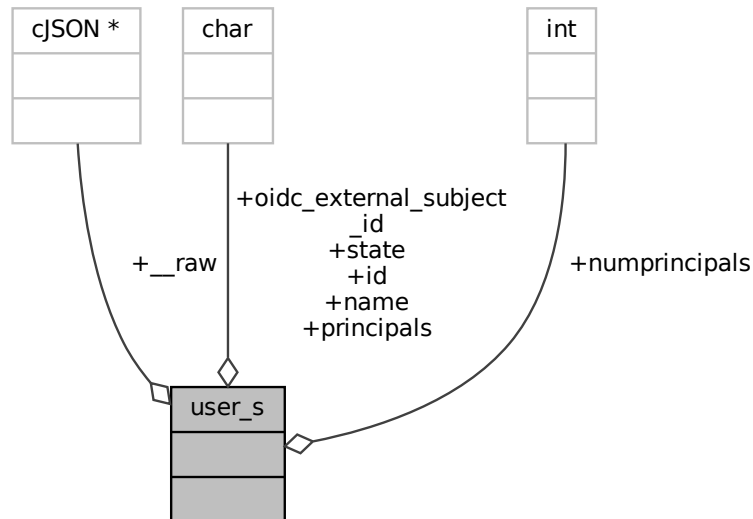 cJSON *
char
int
+__raw
+oidc_external_subject
_id
+state
+id
+name
+principals
+numprincipals
user_s